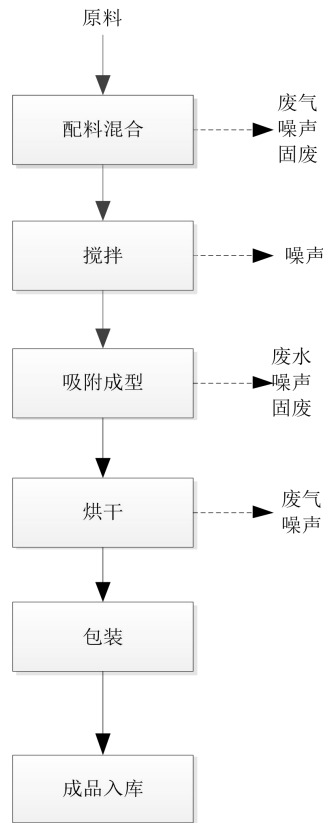 原料
配料混合
废气
噪声
固废
搅拌
噪声
吸附成型
废水
噪声
固废
烘干
废气
噪声
包装
成品入库